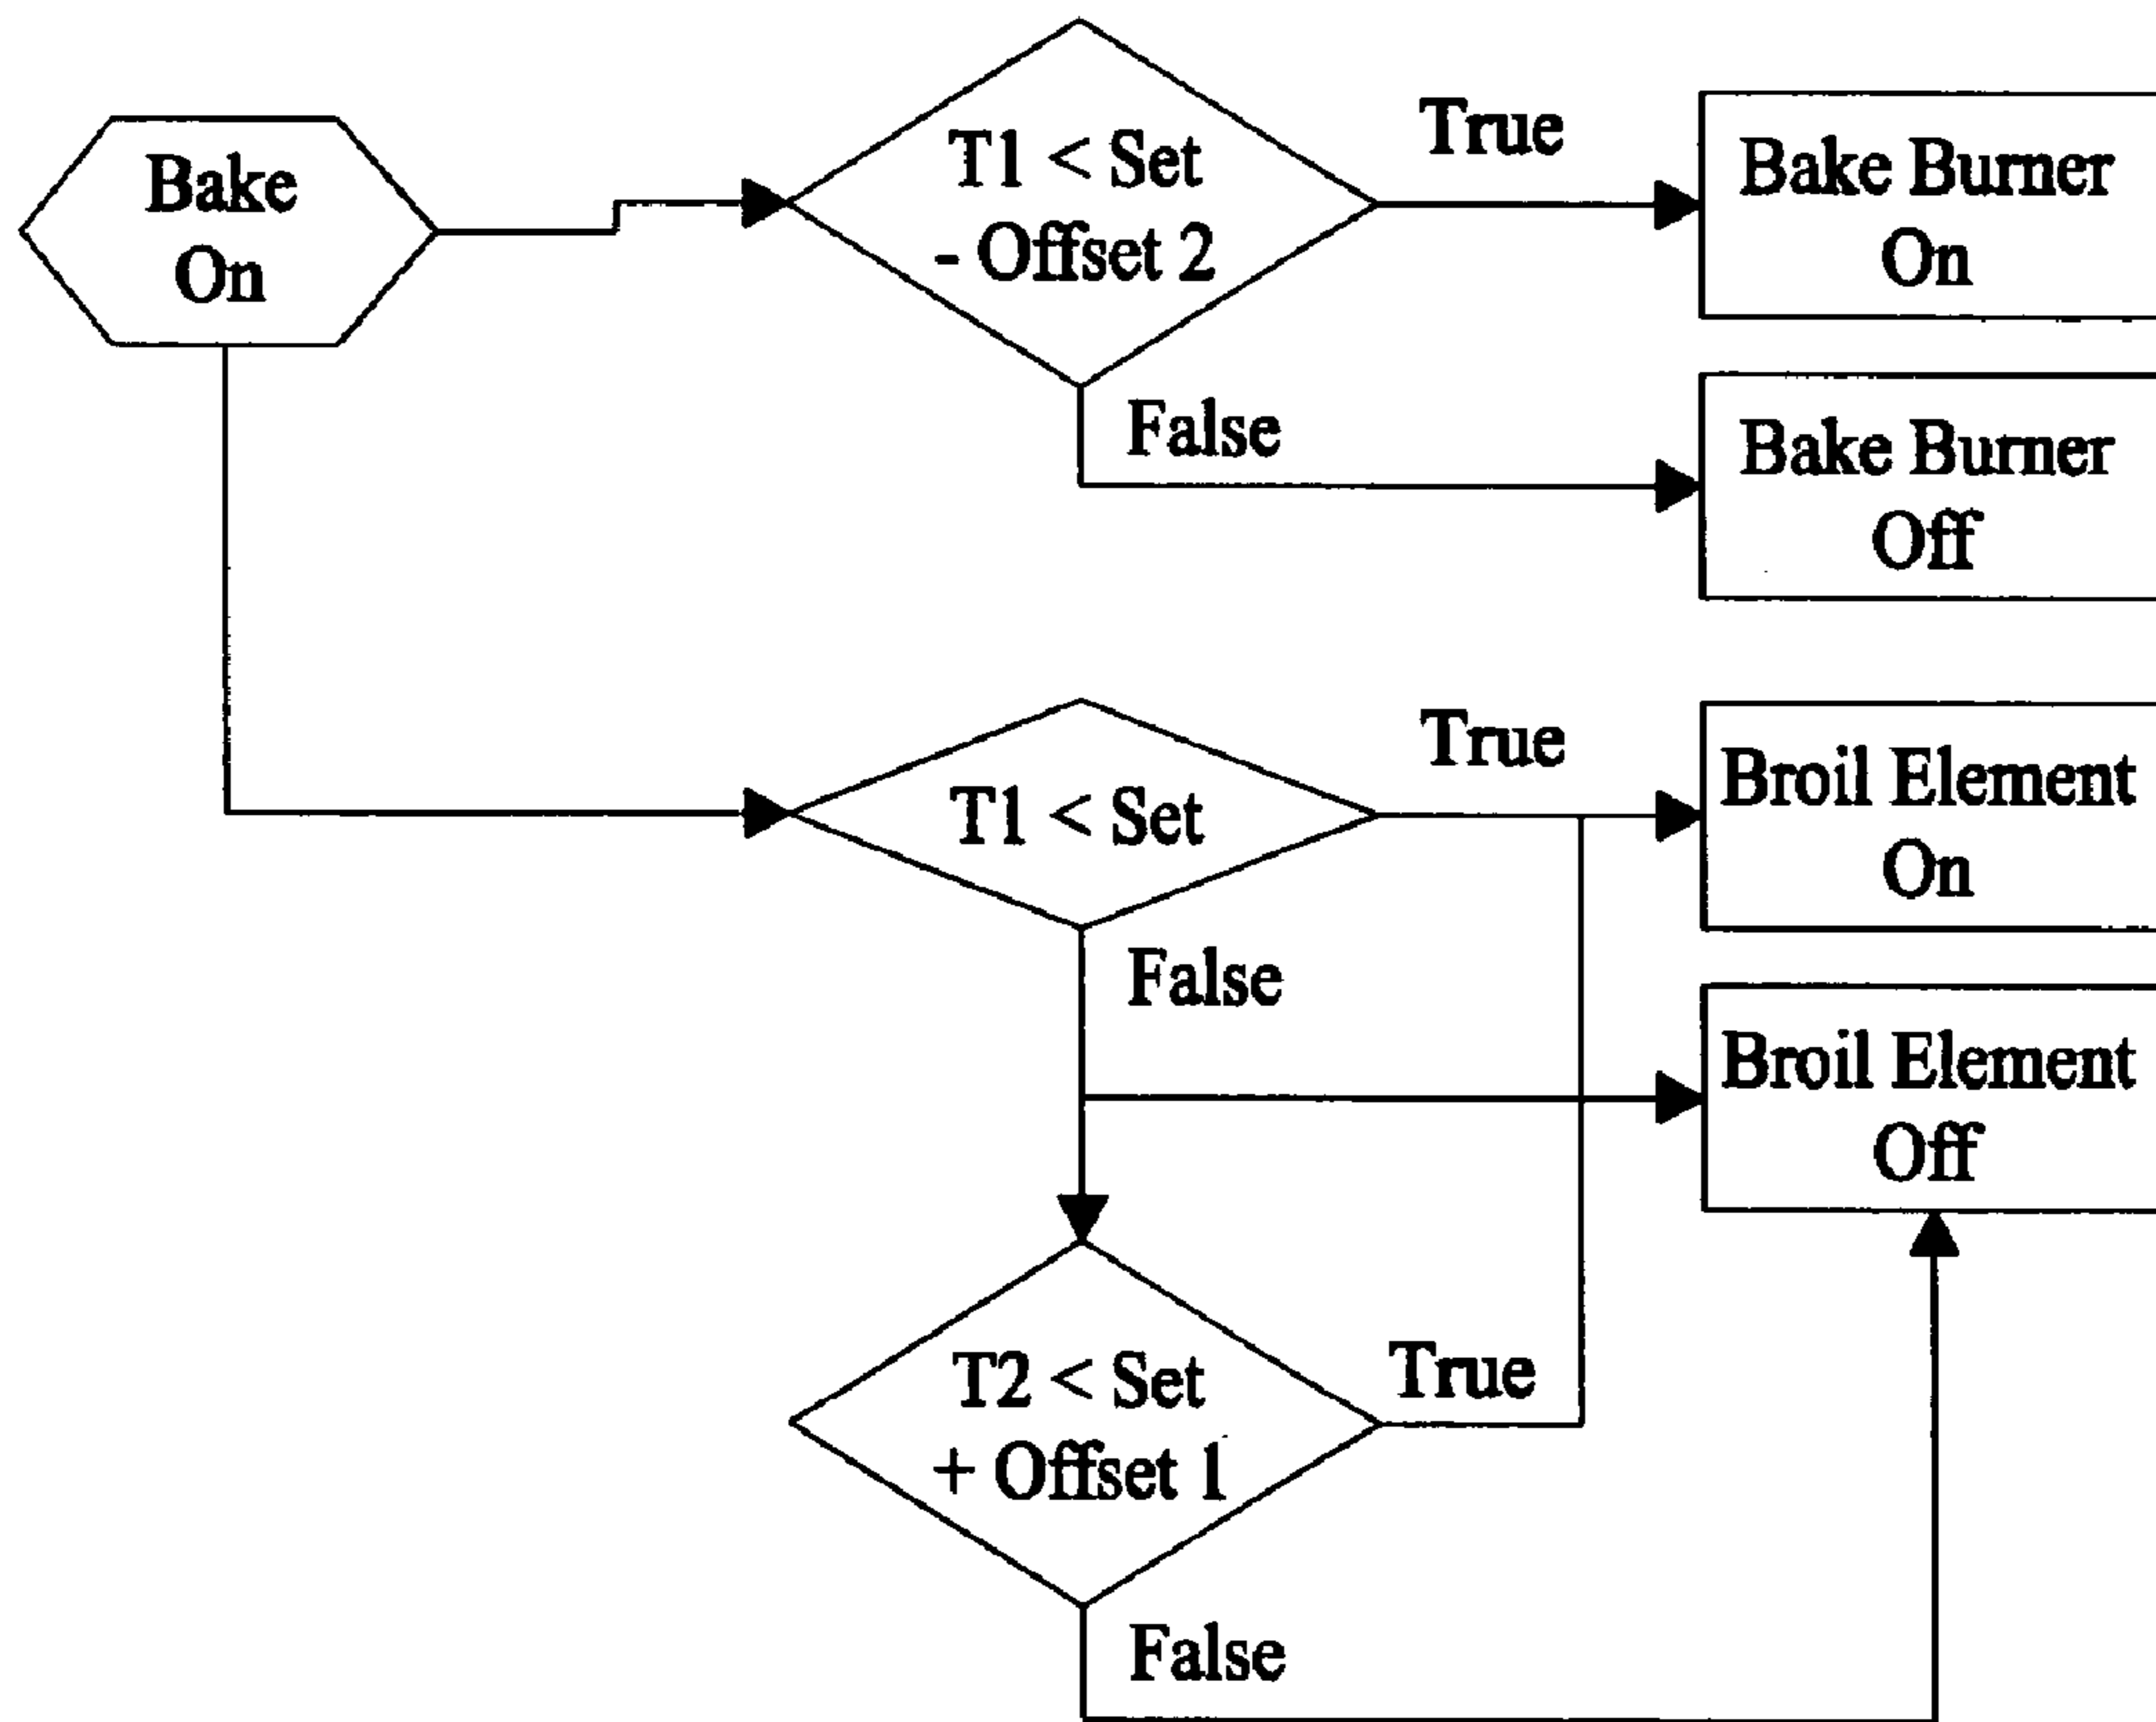 Bake
On
T1 < Set
- Offset 2
True
Bake Burner
On
False
Bake Burner
Off
T1 < Set
True
Broil Element
On
False
Broil Element
Off
T2 < Set
+ Offset 1
True
False